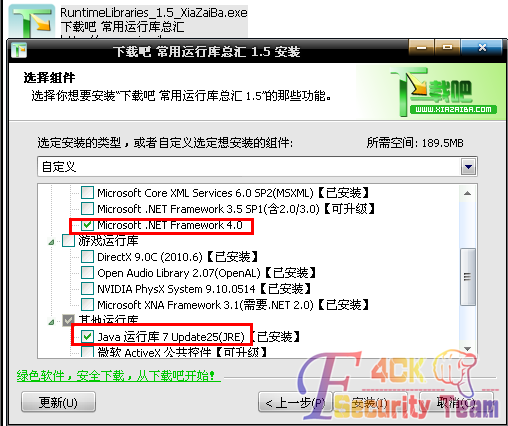 RuntimeLibraries_1.5_XiaZaiBa.exe
下载吧 常用运行库总汇
下载吧 常用运行库总汇 1.5 安装
选择组件
选择你想要安装“下载吧 常用运行库总汇 1.5”的那些功能。
下载吧
WWW.XIAZAIBA.COM
选定安装的类型，或者自定义选定想安装的组件:
所需空间: 189.5MB
自定义
Microsoft Core XML Services 6.0 SP2(MSXML)【已安装】
Microsoft .NET Framework 3.5 SP1(含2.0/3.0)【可升级】
Microsoft .NET Framework 4.0
游戏运行库
DirectX 9.0C (2010.6)【已安装】
Open Audio Library 2.07(OpenAL)【已安装】
NVIDIA PhysX System 9.10.0514【已安装】
Microsoft XNA Framework 3.1(需要.NET 2.0)【已安装】
其他运行库
Java 运行库 7 Update25(JRE)【已安装】
微软 ActiveX 公共控件【可升级】
绿色软件，安全下载，从下载吧开始！
更新(U)
< 上一步(P)
安装(I)
取消(C)
F4CK
Security Team